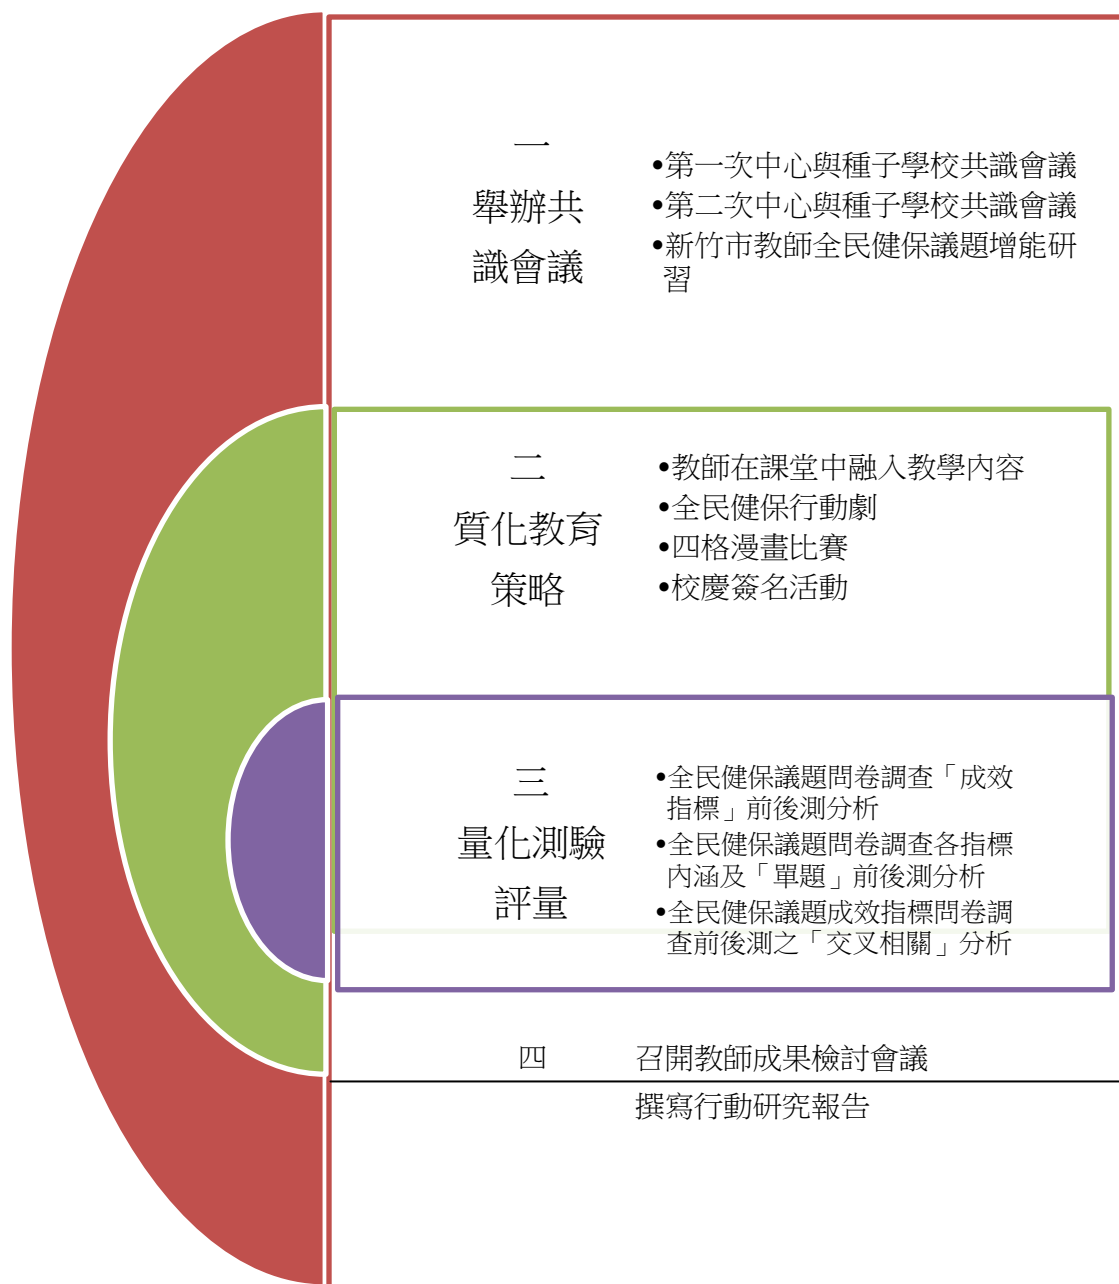 一
舉辦共
識會議
•第一次中心與種子學校共識會議
•第二次中心與種子學校共識會議
•新竹市教師全民健保議題增能研
習
二
質化教育
策略
•教師在課堂中融入教學內容
•全民健保行動劇
•四格漫畫比賽
•校慶簽名活動
三
量化測驗
評量
•全民健保議題問卷調查「成效
指標」前後測分析
•全民健保議題問卷調查各指標
內涵及「單題」前後測分析
•全民健保議題成效指標問卷調
查前後測之「交叉相關」分析
四 召開教師成果檢討會議
撰寫行動研究報告